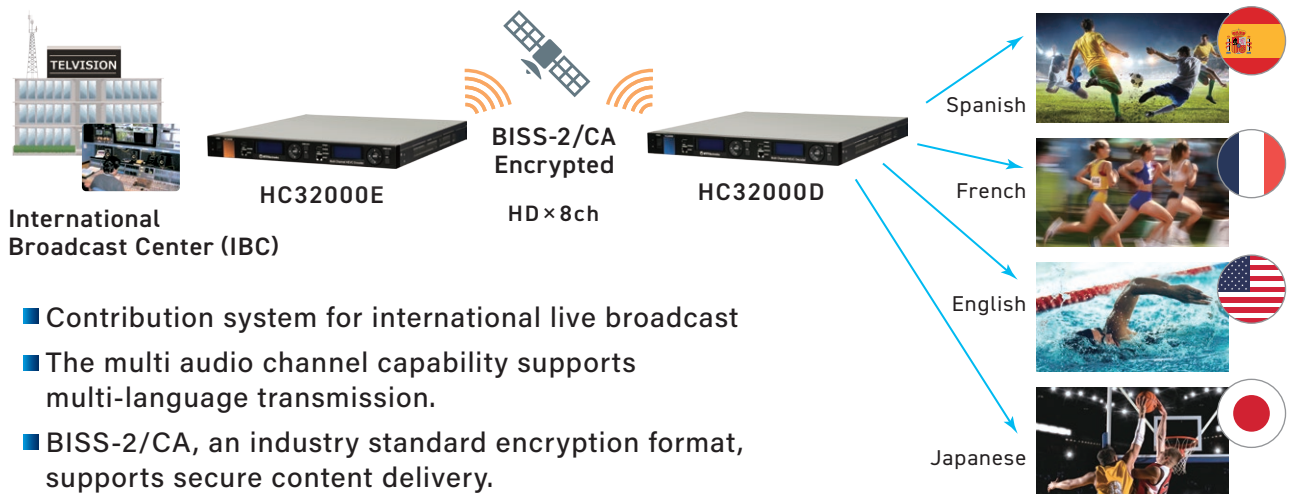 TELVISION
International
Broadcast Center (IBC)
HC32000E
BISS-2/CA
Encrypted
HD×8ch
HC32000D
Spanish
French
English
Japanese
Contribution system for international live broadcast
The multi audio channel capability supports
multi-language transmission.
BISS-2/CA, an industry standard encryption format,
supports secure content delivery.